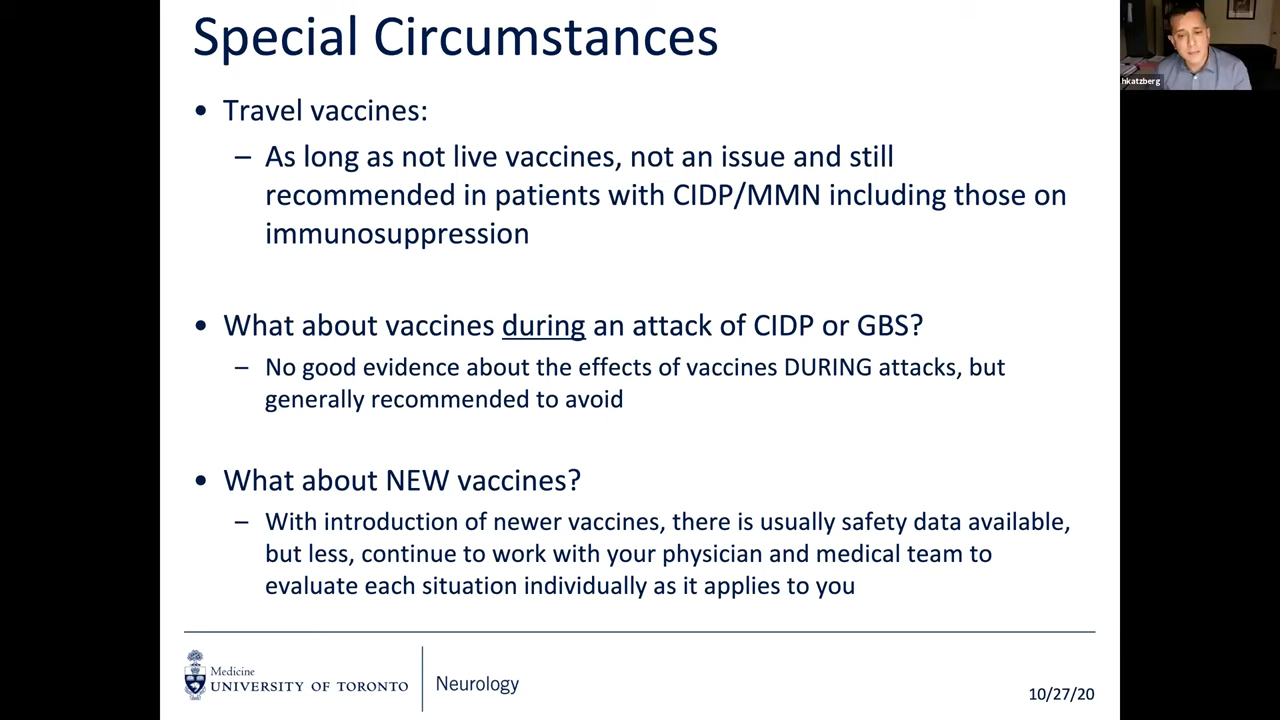 Special Circumstances
hkatzberg
• Travel vaccines:
– As long as not live vaccines, not an issue and still
recommended in patients with CIDP/MMN including those on
immunosuppression
• What about vaccines during an attack of CIDP or GBS?
– No good evidence about the effects of vaccines DURING attacks, but
generally recommended to avoid
• What about NEW vaccines?
– With introduction of newer vaccines, there is usually safety data available,
but less, continue to work with your physician and medical team to
evaluate each situation individually as it applies to you
Medicine
UNIVERSITY OF TORONTO
Neurology
10/27/20